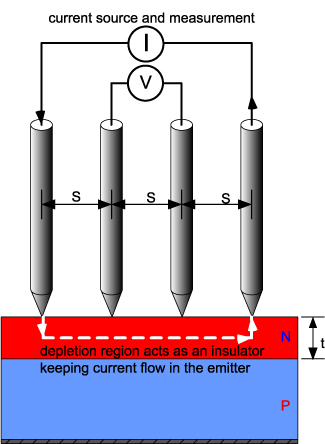 current source and measurement
I
V
S S S
N
t
depletion region acts as an insulator
keeping current flow in the emitter
P